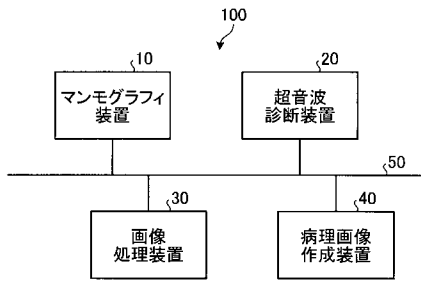 100
10
20
マンモグラフィ
装置
超音波
診断装置
50
30
40
画像
処理装置
病理画像
作成装置